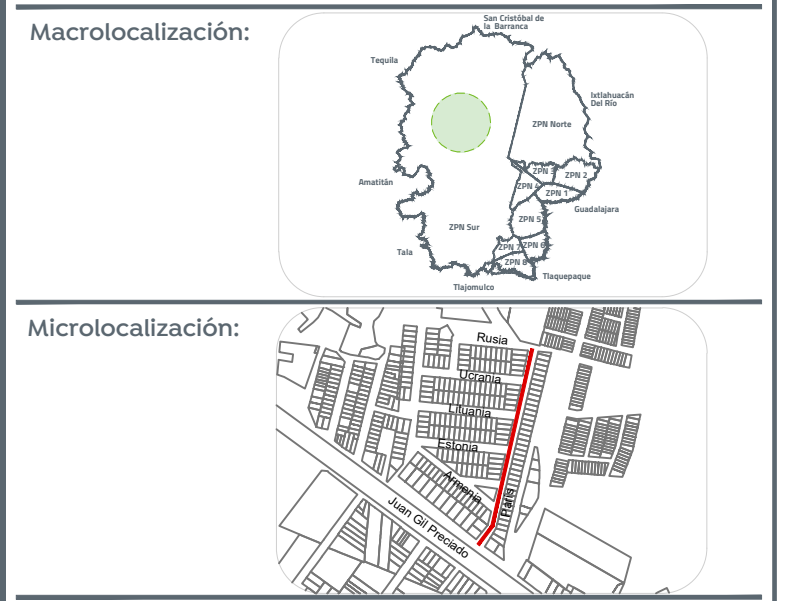 Macrolocalización:
San Cristóbal de
la Barranca
Tequila
Ixtlahuacán
Del Río
ZPN Norte
ZPN 3
ZPN 2
Amatitán
ZPN 4
ZPN 1
Guadalajara
ZPN 5
ZPN Sur
ZPN 7
ZPN 6
Tala
ZPN 8
Tlaquepaque
Tlajomulco
Microlocalización:
Rusia
Ucrania
Lituania
Estonia
Armenia
París
Juan Gil Preciado